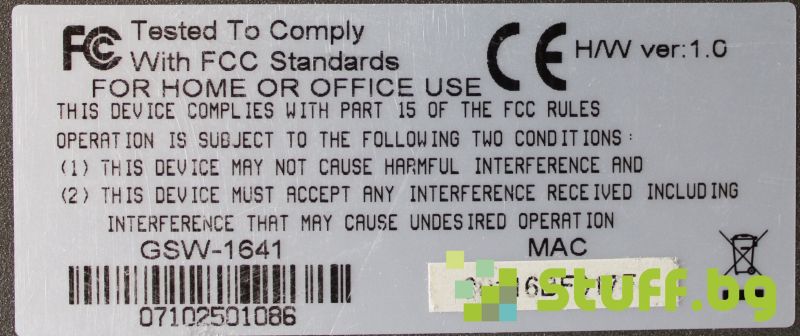 FC Tested To Comply
With FCC Standards
FOR HOME OR OFFICE USE
CE H/W ver:1.0
THIS DEVICE COMPLIES WITH PART 15 OF THE FCC RULES
OPERATION IS SUBJECT TO THE FOLLOWING TWO CONDITIONS:
(1) THIS DEVICE MAY NOT CAUSE HARMFUL INTERFERENCE AND
(2) THIS DEVICE MUST ACCEPT ANY INTERFERENCE RECEIVED INCLUDING
INTERFERENCE THAT MAY CAUSE UNDESIRED OPERATION
GSW-1641
MAC
07102501086
Stuff.bg